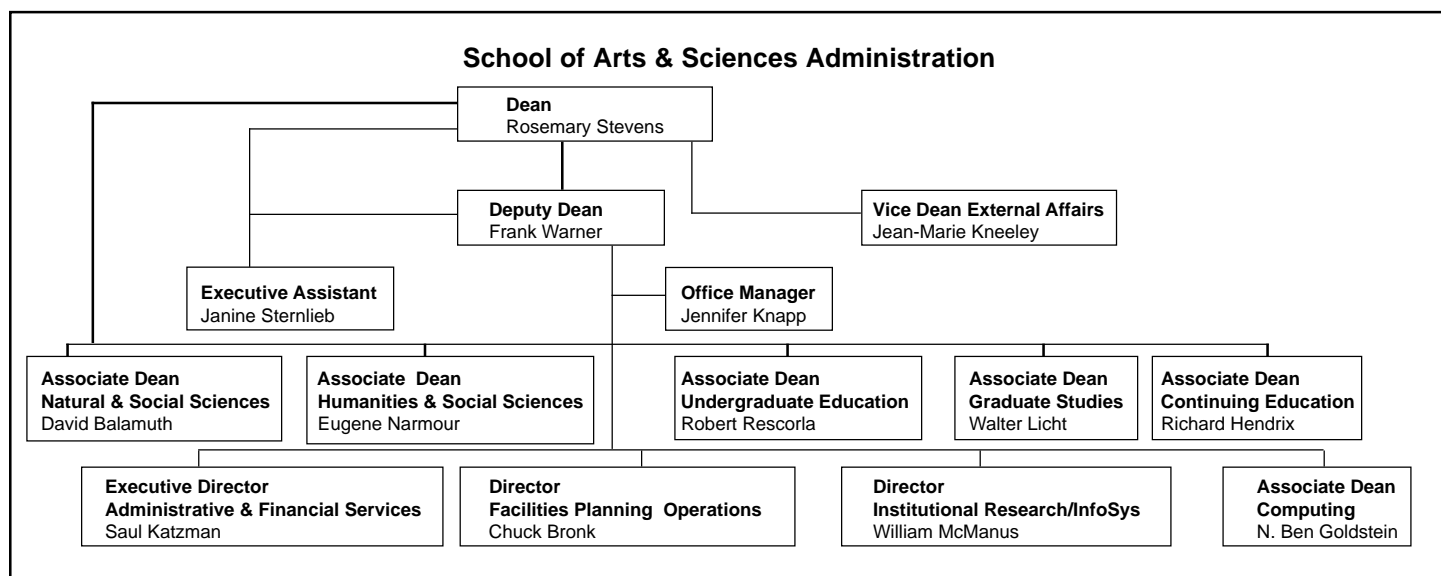 School of Arts & Sciences Administration
Dean
Rosemary Stevens
Deputy Dean
Frank Warner
Vice Dean External Affairs
Jean-Marie Kneeley
Executive Assistant
Janine Sternlieb
Office Manager
Jennifer Knapp
Associate Dean
Natural & Social Sciences
David Balamuth
Associate Dean
Humanities & Social Sciences
Eugene Narmour
Associate Dean
Undergraduate Education
Robert Rescorla
Associate Dean
Graduate Studies
Walter Licht
Associate Dean
Continuing Education
Richard Hendrix
Executive Director
Administrative & Financial Services
Saul Katzman
Director
Facilities Planning Operations
Chuck Bronk
Director
Institutional Research/InfoSys
William McManus
Associate Dean
Computing
N. Ben Goldstein